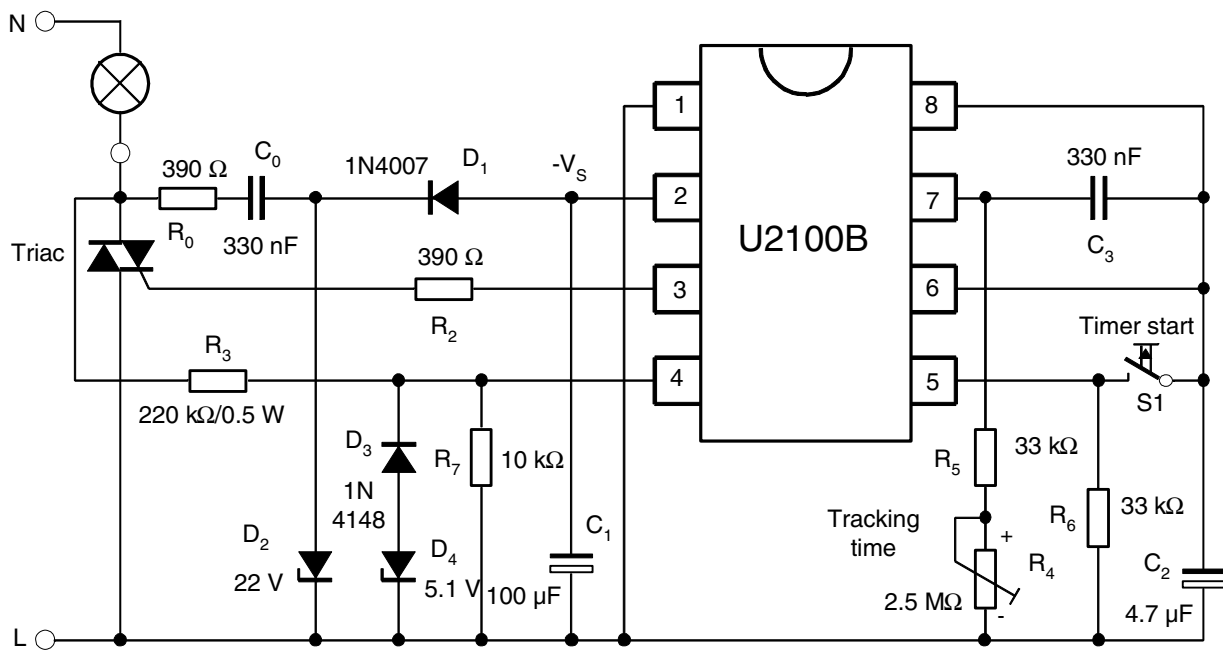 N
390 Ω
C0
1N4007
D1
-VS
1
8
330 nF
2
7
R0
330 nF
C3
Triac
390 Ω
U2100B
3
6
R2
Timer start
R3
4
5
S1
220 kΩ/0.5 W
D3
R7
10 kΩ
R5
33 kΩ
1N
4148
Tracking
time
+
R6
33 kΩ
D2
22 V
D4
5.1 V
C1
100 µF
R4
2.5 MΩ
-
C2
4.7 µF
L